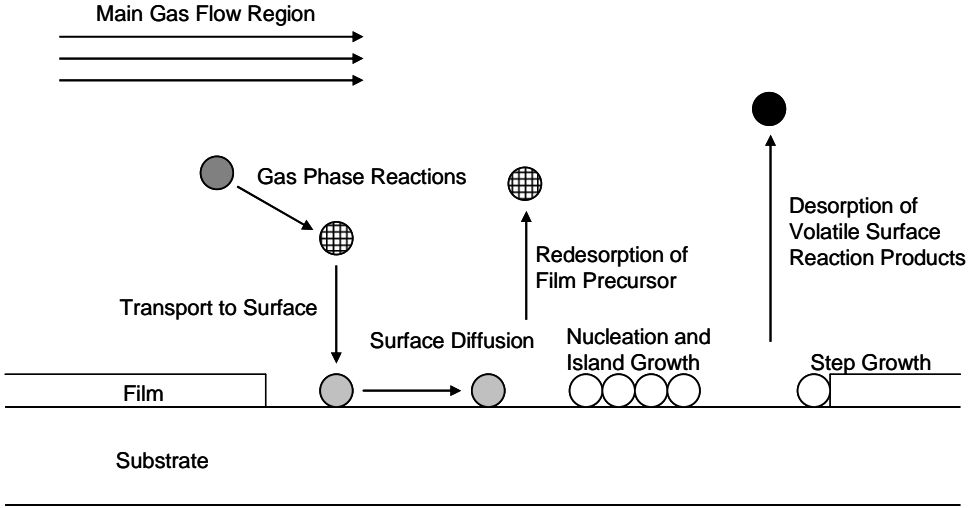 Main Gas Flow Region
Gas Phase Reactions
Desorption of
Volatile Surface
Reaction Products
Redesorption of
Film Precursor
Transport to Surface
Surface Diffusion
Nucleation and
Island Growth
Step Growth
Film
Substrate